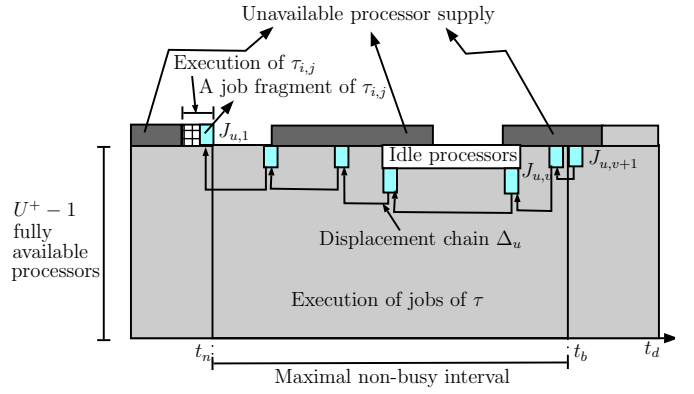 Unavailable processor supply
Execution of τ_{i,j}
A job fragment of τ_{i,j}
J_{u,1}
Idle processors
J_{u,v}
J_{u,v+1}
U⁺ − 1
fully
available
processors
Displacement chain Δ_u
Execution of jobs of τ
t_n
t_b
t_d
Maximal non-busy interval